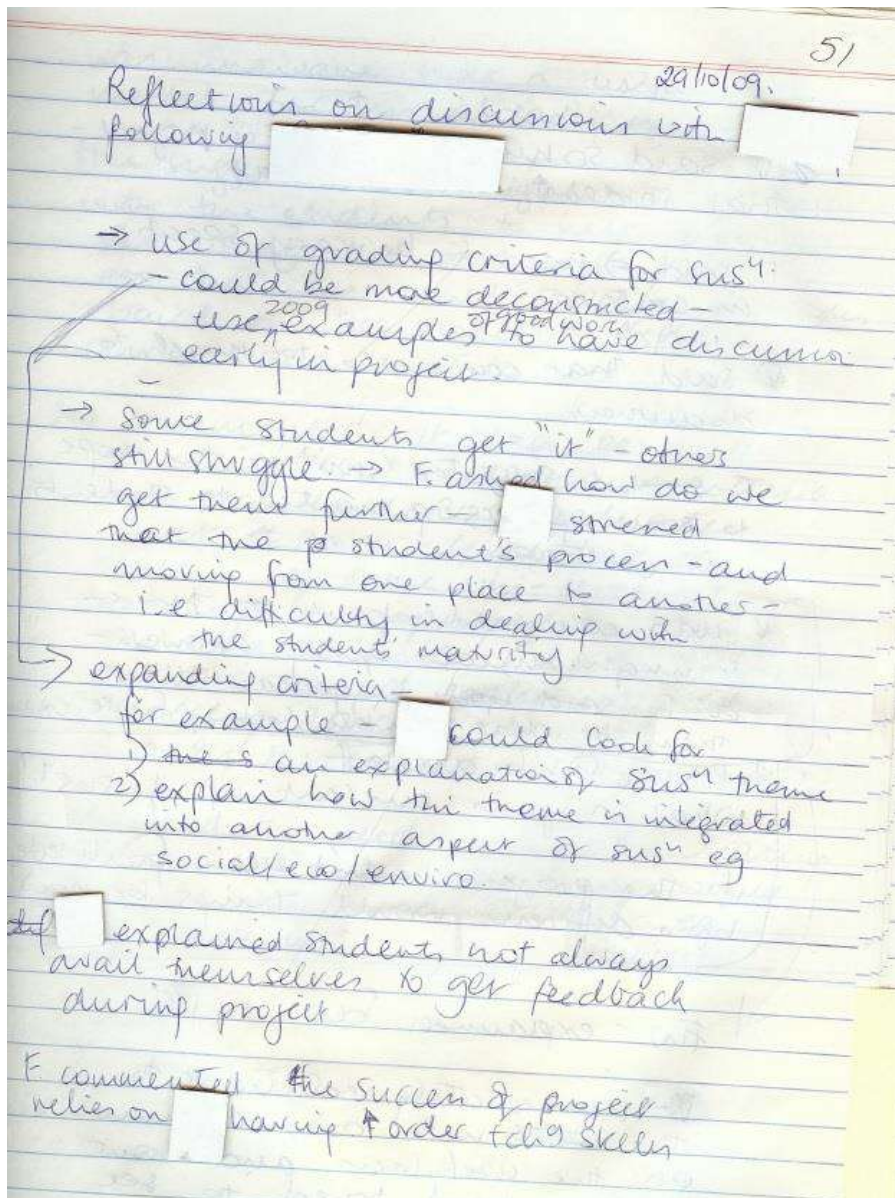 51
29/10/09.
Reflections on discussions with
following
→ use of grading criteria for susy.
- could be more deconstructed -
use 2009 examples of good work to have discussion
early in project.
→ Some students get "it" - others
still struggle. → F. asked how do we
get them further - stressed
that the p student's process - and
moving from one place to another -
i.e difficulty in dealing with
the students' maturity
→ expanding criteria -
for example - could look for
1) the s an explanation of susy theme
2) explain how this theme is integrated
into another aspect of susy eg
social/eco/enviro.
explained students not always
avail themselves to get feedback
during project
F. commented the success of project
relies on having ↑ order tchg skills